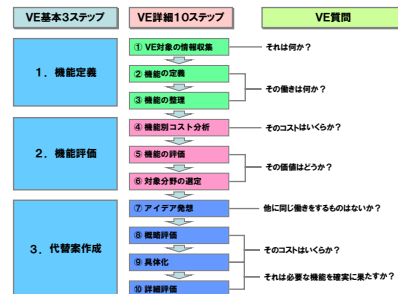 VE基本3ステップ
VE詳細10ステップ
VE質問
1．機能定義
① VE対象の情報収集
それは何か？
② 機能の定義
その働きは何か？
③ 機能の整理
2．機能評価
④ 機能別コスト分析
そのコストはいくらか？
⑤ 機能の評価
その価値はどうか？
⑥ 対象分野の選定
3．代替案作成
⑦ アイデア発想
他に同じ働きをするものはないか？
⑧ 概略評価
そのコストはいくらか？
⑨ 具体化
それは必要な機能を確実に果たすか？
⑩ 詳細評価